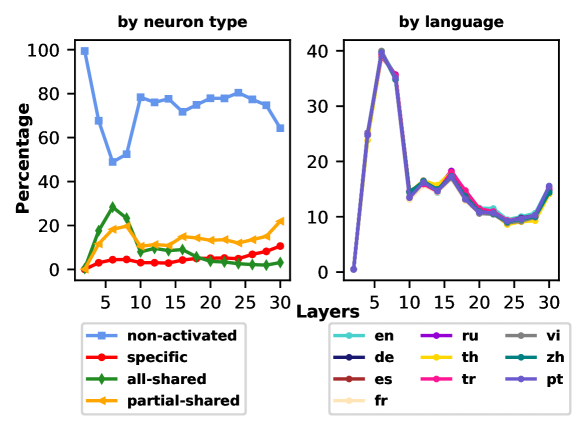 by neuron type
by language
Percentage
100
80
60
40
20
0
5 10 15 20 25 30
40
30
20
10
0
5 10 15 20 25 30
Layers
non-activated
specific
all-shared
partial-shared
en ru vi
de th zh
es tr pt
fr